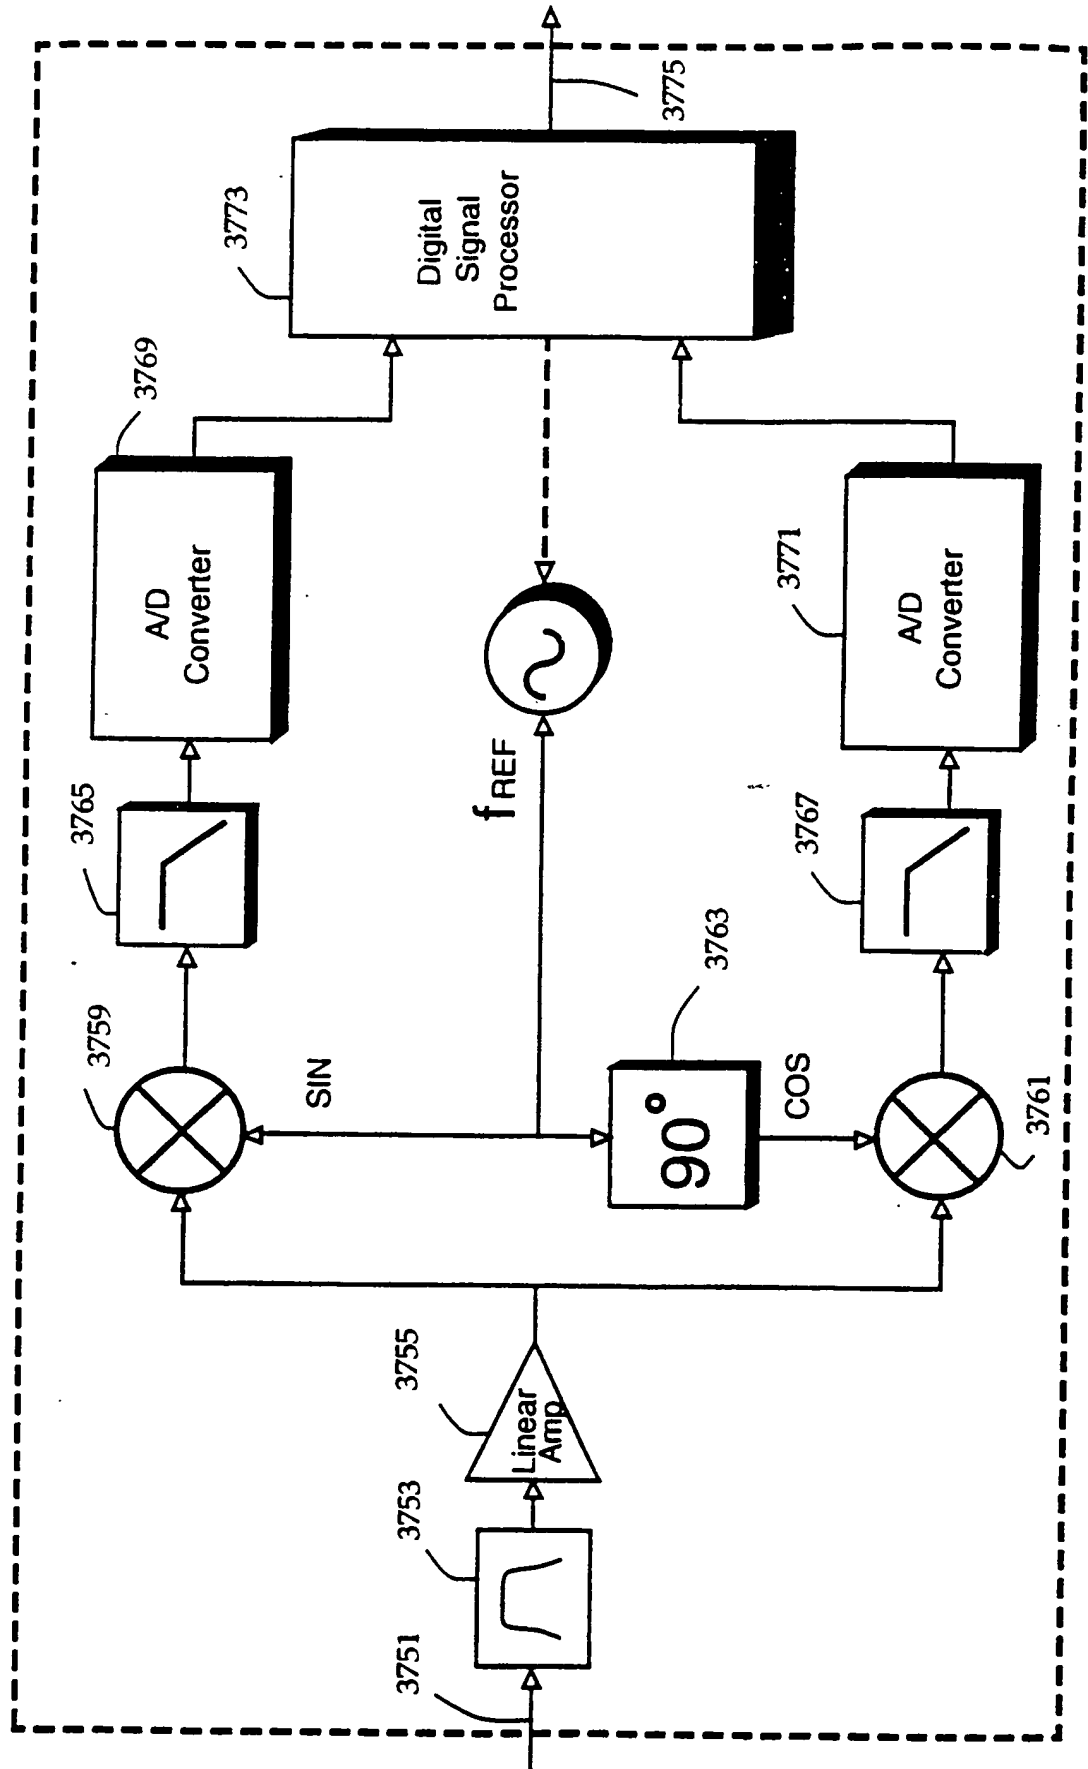 3751
3753
3755
Linear
Amp
3759
SIN
90°
3763
COS
3761
3765
3767
fREF
A/D
Converter
3769
A/D
Converter
3771
Digital
Signal
Processor
3773
3775